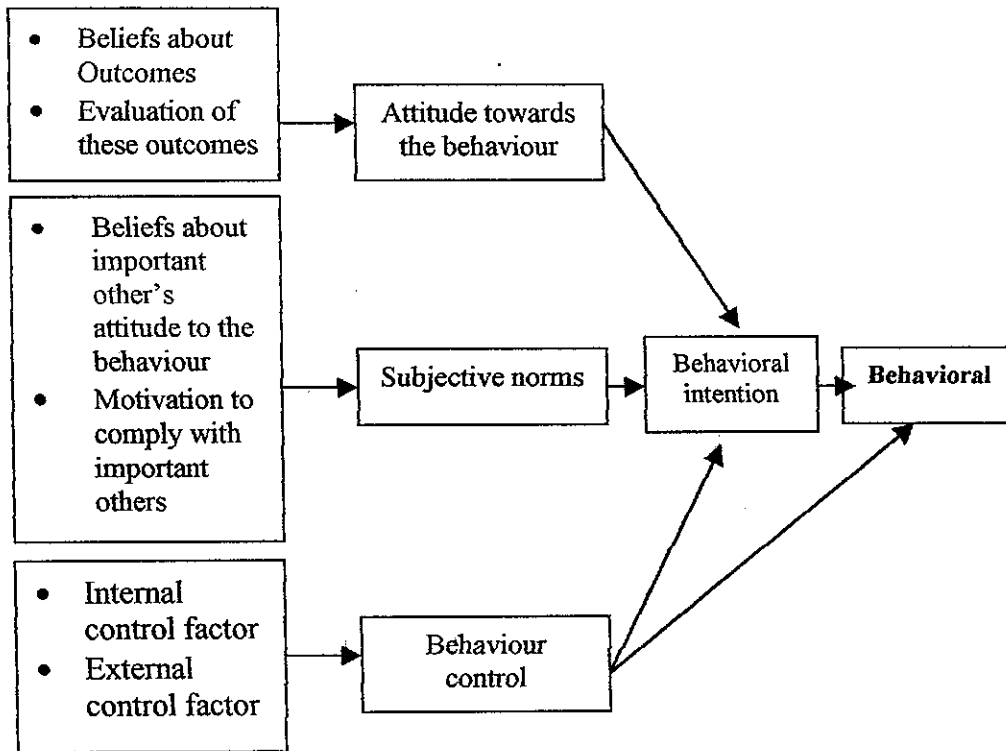 • Beliefs about
Outcomes
• Evaluation of
these outcomes
Attitude towards
the behaviour
• Beliefs about
important
other's
attitude to the
behaviour
• Motivation to
comply with
important
others
Subjective norms
Behavioral
intention
Behavioral
• Internal
control factor
• External
control factor
Behaviour
control